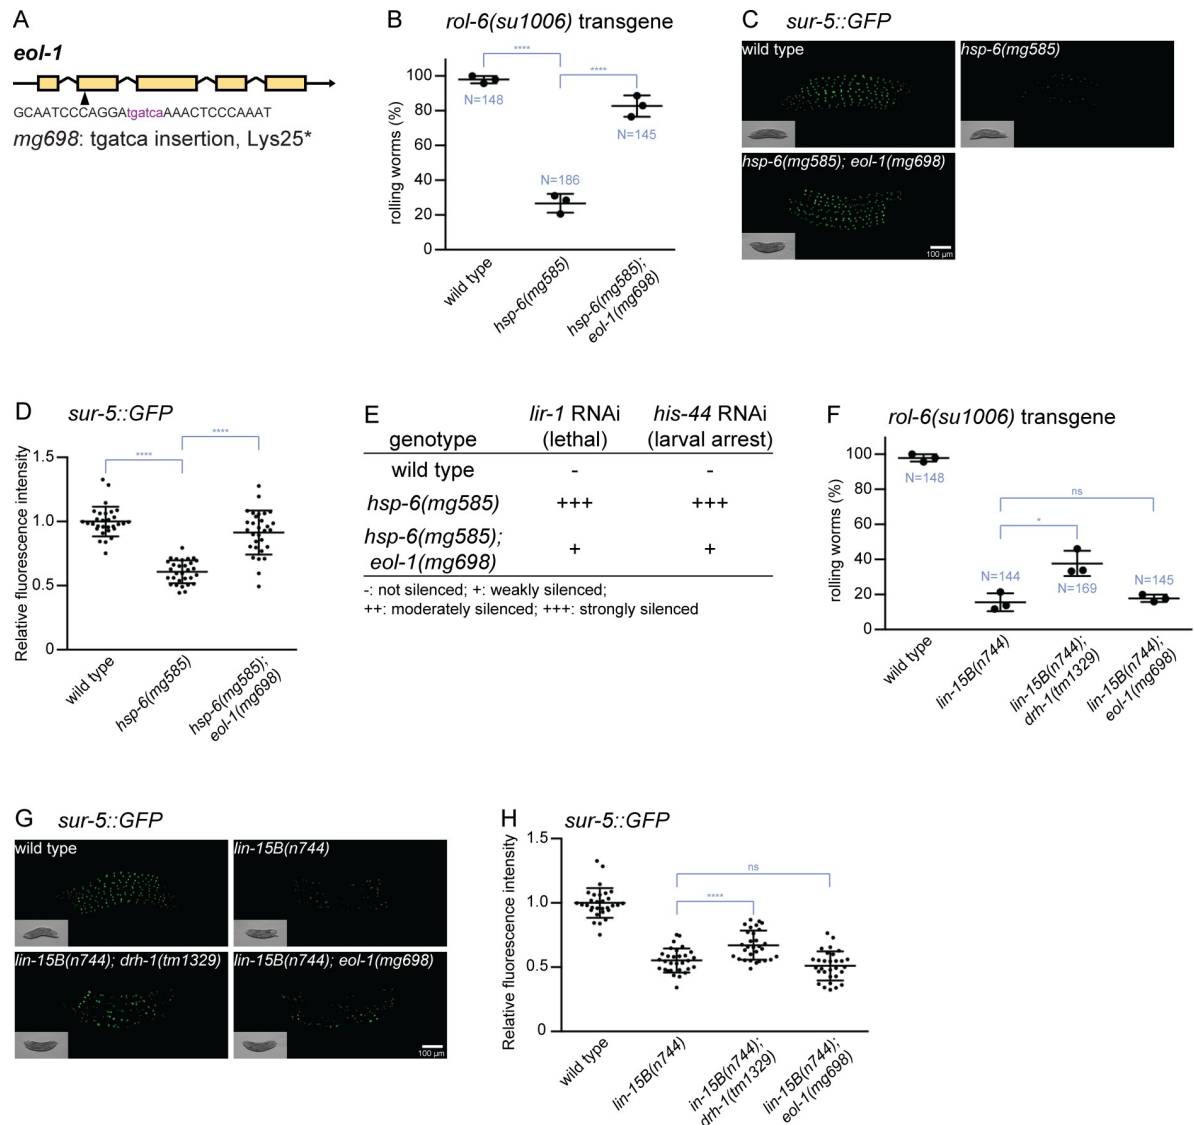 A
eol-1
GCAATCCCAGGAtgatcaAAACTCCCAAAT
mg698: tgatca insertion, Lys25*
B
rol-6(su1006) transgene
rolling worms (%)
100
80
60
40
20
0
****
****
N=148
N=186
N=145
wild type
hsp-6(mg585)
hsp-6(mg585);
eol-1(mg698)
C
sur-5::GFP
wild type
hsp-6(mg585)
hsp-6(mg585); eol-1(mg698)
100 µm
D
sur-5::GFP
Relative fluorescence intensity
1.5
1.0
0.5
0
****
****
wild type
hsp-6(mg585)
hsp-6(mg585);
eol-1(mg698)
E
lir-1 RNAi his-44 RNAi
genotype (lethal) (larval arrest)
wild type - -
hsp-6(mg585) +++ +++
hsp-6(mg585);
eol-1(mg698) + +
-: not silenced; +: weakly silenced;
++: moderately silenced; +++: strongly silenced
F
rol-6(su1006) transgene
rolling worms (%)
100
80
60
40
20
0
ns
*
N=148
N=144
N=169
N=145
wild type
lin-15B(n744)
lin-15B(n744);
drh-1(tm1329)
lin-15B(n744);
eol-1(mg698)
G
sur-5::GFP
wild type
lin-15B(n744)
lin-15B(n744); drh-1(tm1329)
lin-15B(n744); eol-1(mg698)
100 µm
H
sur-5::GFP
Relative fluorescence intensity
1.5
1.0
0.5
0
ns
****
wild type
lin-15B(n744)
in-15B(n744);
drh-1(tm1329)
lin-15B(n744);
eol-1(mg698)